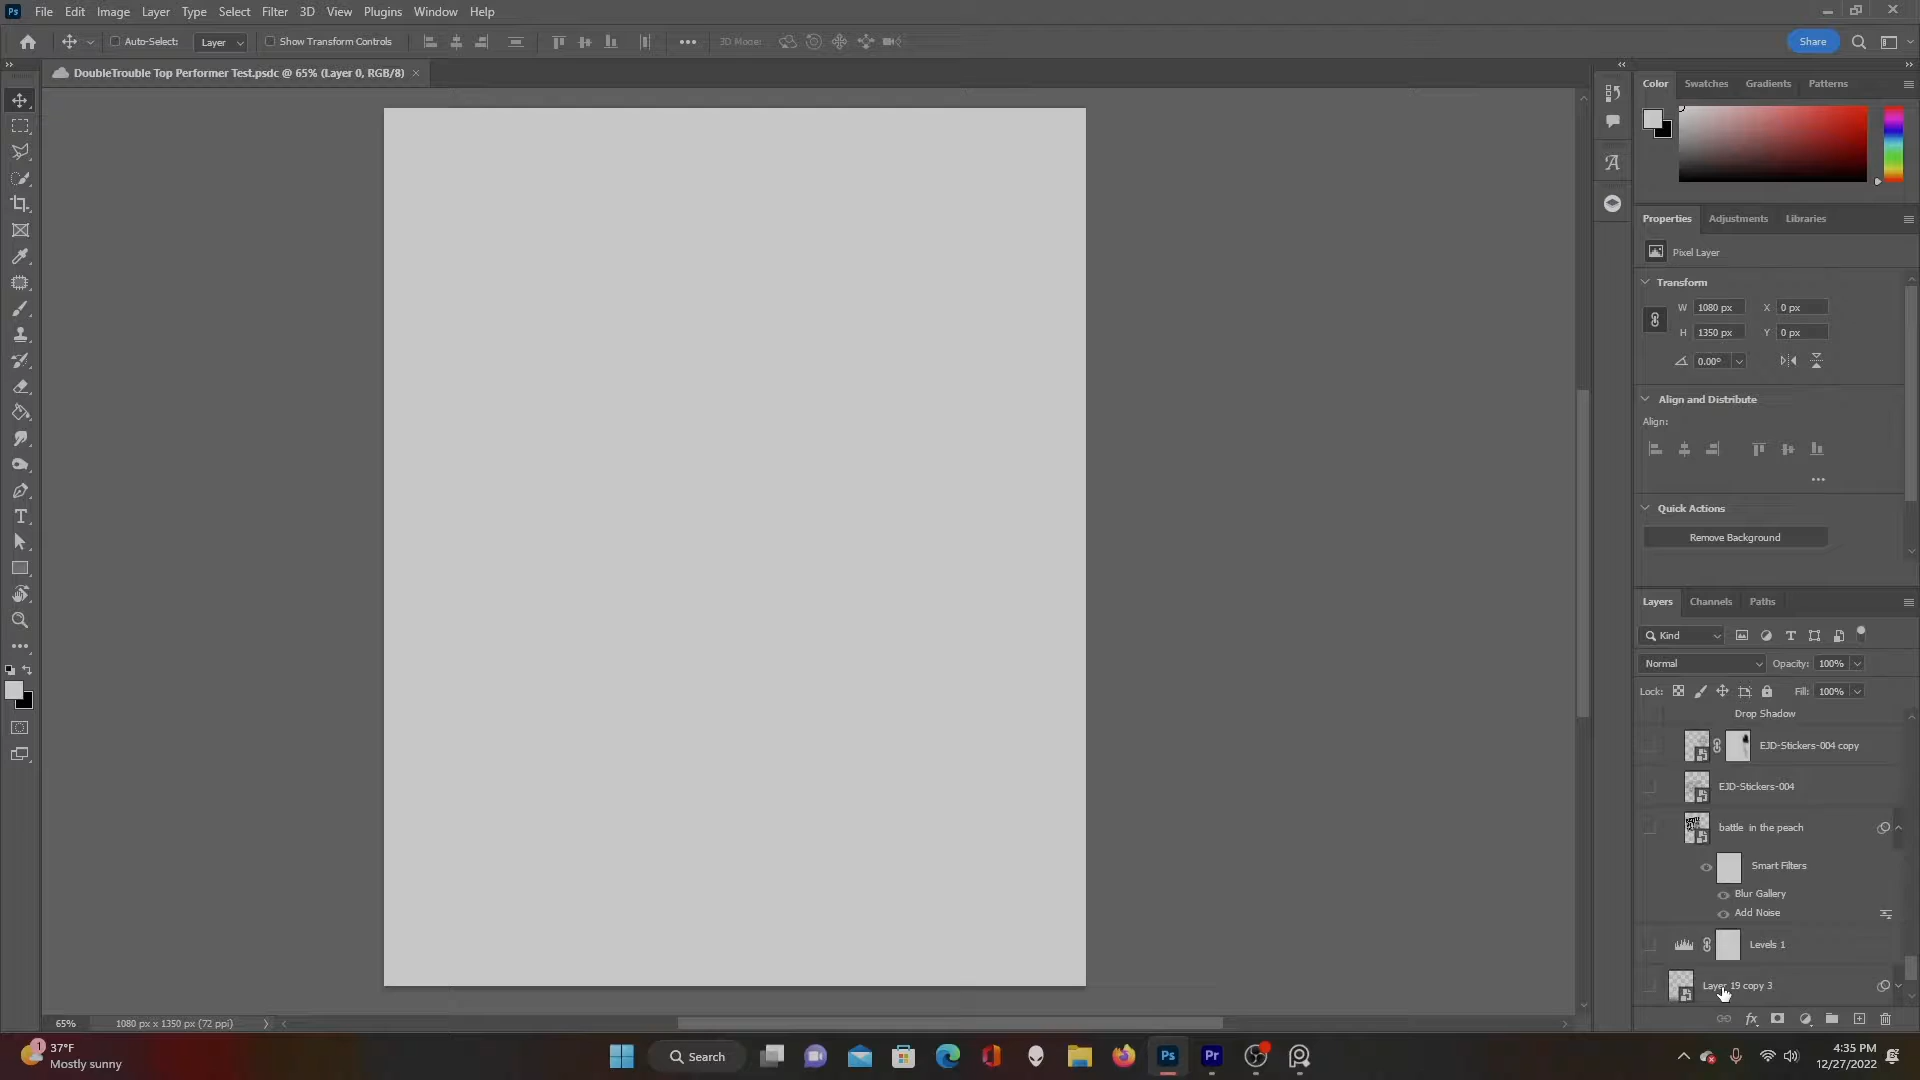 Ps File Edit Image Layer Type Select Filter 3D View Plugins Window Help
Auto-Select: Layer Show Transform Controls 3D Mode: Share
DoubleTrouble Top Performer Test.psdc @ 65% (Layer 0, RGB/8) ×
Color Swatches Gradients Patterns
Properties Adjustments Libraries
Pixel Layer
Transform
W 1080 px X 0 px
H 1350 px Y 0 px
0.00°
Align and Distribute
Align:
Quick Actions
Remove Background
Layers Channels Paths
Kind
Normal Opacity: 100%
Lock: Fill: 100%
Drop Shadow
EJD-Stickers-004 copy
EJD-Stickers-004
battle in the peach
Smart Filters
Blur Gallery
Add Noise
Levels 1
Layer 19 copy 3
65% 1080 px x 1350 px (72 ppi)
1 37°F
Mostly sunny
Search
Ps Pr
4:35 PM
12/27/2022